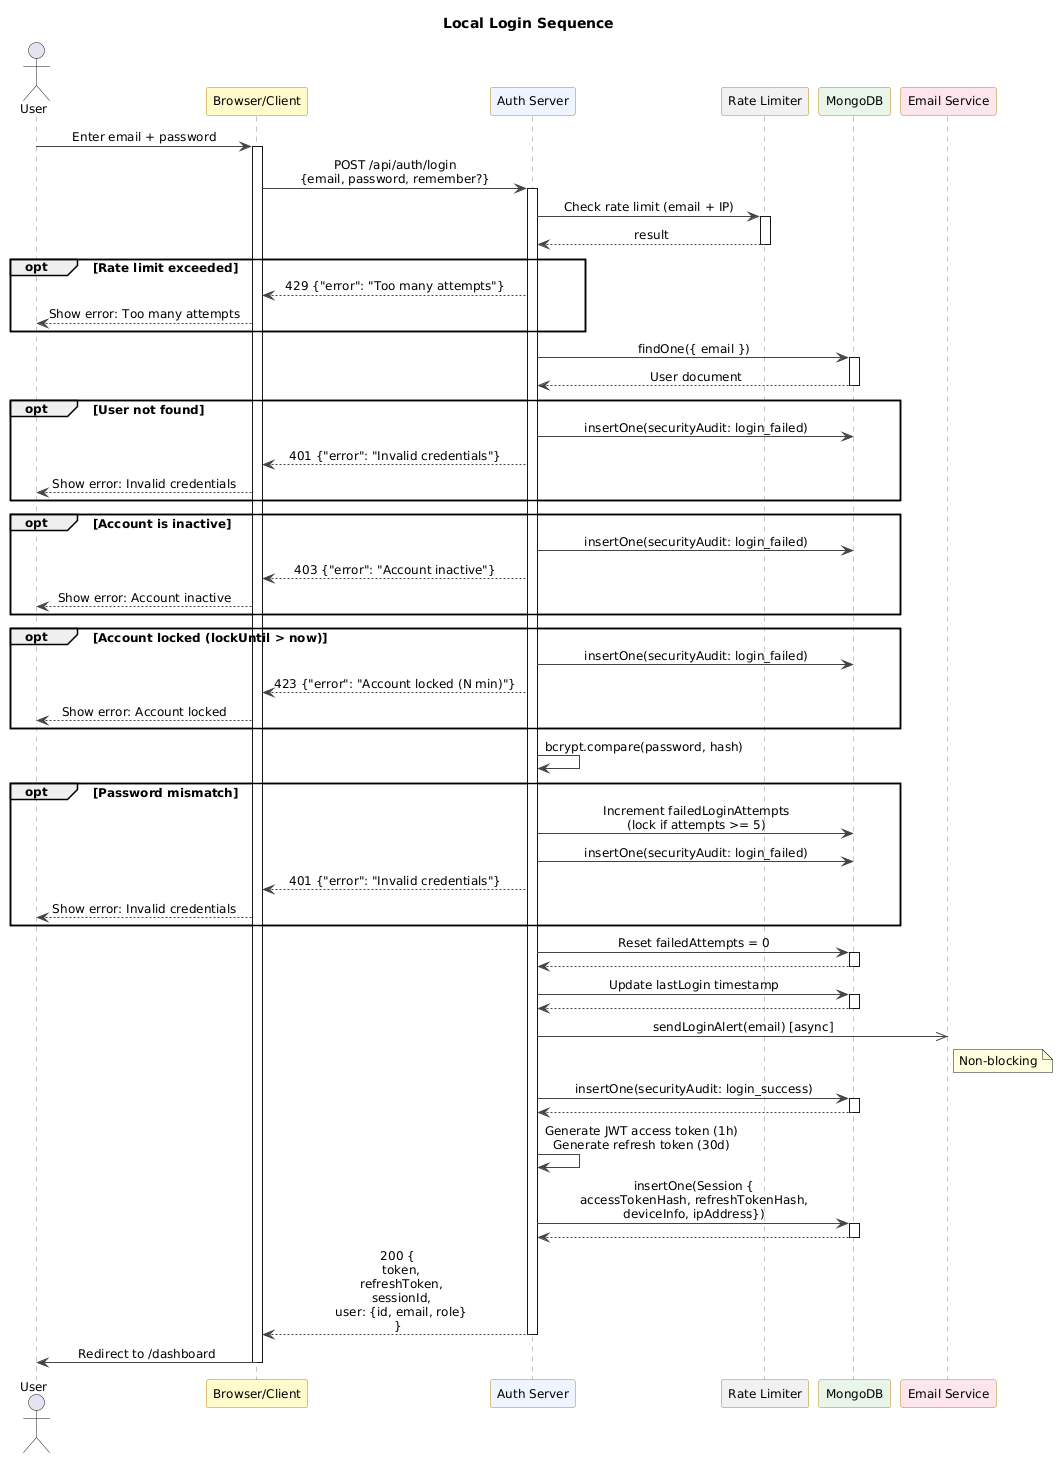 Local Login Sequence
User
Browser/Client
Auth Server
Rate Limiter
MongoDB
Email Service
Enter email + password
POST /api/auth/login
{email, password, remember?}
Check rate limit (email + IP)
result
opt
[Rate limit exceeded]
429 {"error": "Too many attempts"}
Show error: Too many attempts
findOne({ email })
User document
opt
[User not found]
insertOne(securityAudit: login_failed)
401 {"error": "Invalid credentials"}
Show error: Invalid credentials
opt
[Account is inactive]
insertOne(securityAudit: login_failed)
403 {"error": "Account inactive"}
Show error: Account inactive
opt
[Account locked (lockUntil > now)]
insertOne(securityAudit: login_failed)
423 {"error": "Account locked (N min)"}
Show error: Account locked
bcrypt.compare(password, hash)
opt
[Password mismatch]
Increment failedLoginAttempts
(lock if attempts >= 5)
insertOne(securityAudit: login_failed)
401 {"error": "Invalid credentials"}
Show error: Invalid credentials
Reset failedAttempts = 0
Update lastLogin timestamp
sendLoginAlert(email) [async]
Non-blocking
insertOne(securityAudit: login_success)
Generate JWT access token (1h)
Generate refresh token (30d)
insertOne(Session {
accessTokenHash, refreshTokenHash,
deviceInfo, ipAddress})
200 {
token,
refreshToken,
sessionId,
user: {id, email, role}
}
Redirect to /dashboard
User
Browser/Client
Auth Server
Rate Limiter
MongoDB
Email Service